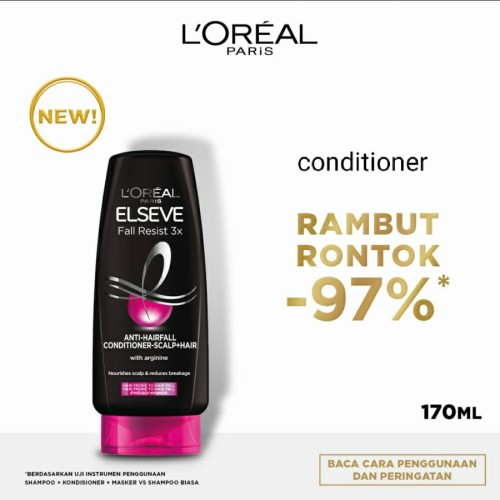 L'ORÉAL
PARIS
NEW!
L'ORÉAL
PARIS
ELSEVE
Fall Resist 3x
ANTI-HAIRFALL
CONDITIONER-SCALP+HAIR
with arginine
Nourishes scalp & reduces breakage
conditioner
RAMBUT
RONTOK
-97%*
170ML
*BERDASARKAN UJI INSTRUMEN PENGGUNAAN
SHAMPOO + KONDISIONER + MASKER VS SHAMPOO BIASA
BACA CARA PENGGUNAAN
DAN PERINGATAN